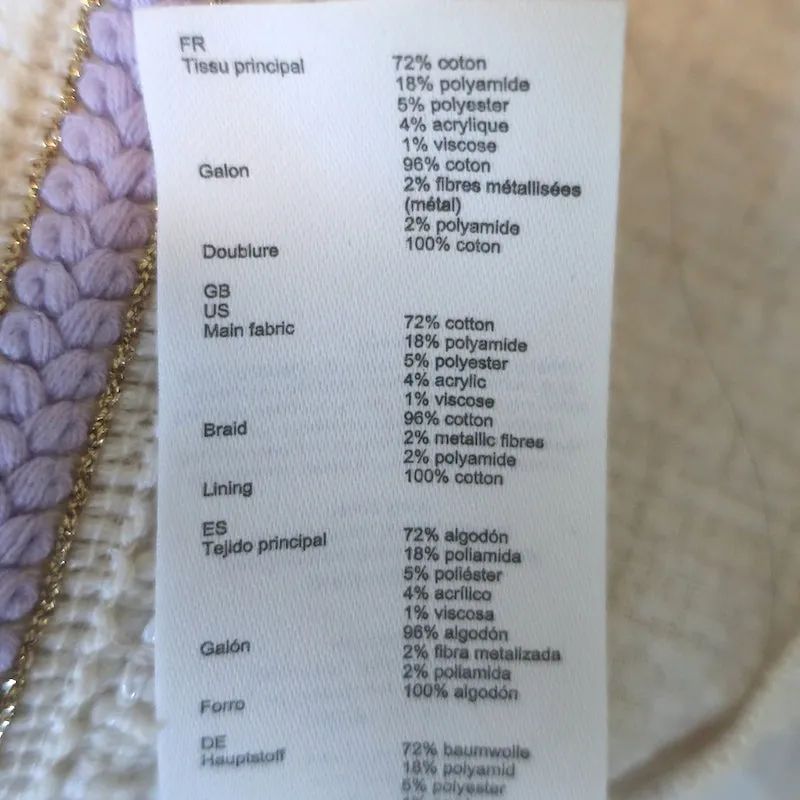 FR
Tissu principal 72% coton
18% polyamide
5% polyester
4% acrylique
1% viscose
Galon 96% coton
2% fibres métallisées
(métal)
2% polyamide
Doublure 100% coton
GB
US
Main fabric 72% cotton
18% polyamide
5% polyester
4% acrylic
1% viscose
Braid 96% cotton
2% metallic fibres
2% polyamide
Lining 100% cotton
ES
Tejido principal 72% algodón
18% poliamida
5% poliéster
4% acrílico
1% viscosa
Galón 96% algodón
2% fibra metalizada
2% poliamida
Forro 100% algodón
DE
Hauptstoff 72% baumwolle
18% polyamid
5% polyester